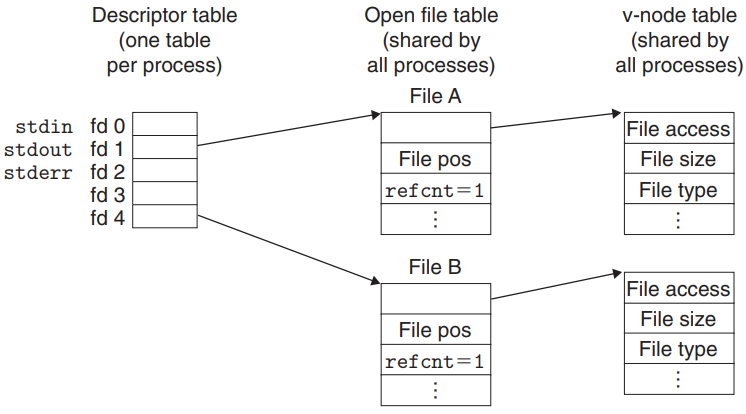 Descriptor table
(one table
per process)
Open file table
(shared by
all processes)
v-node table
(shared by
all processes)
stdin fd 0
stdout fd 1
stderr fd 2
fd 3
fd 4
File A
File pos
refcnt=1
⋮
File access
File size
File type
⋮
File B
File pos
refcnt=1
⋮
File access
File size
File type
⋮